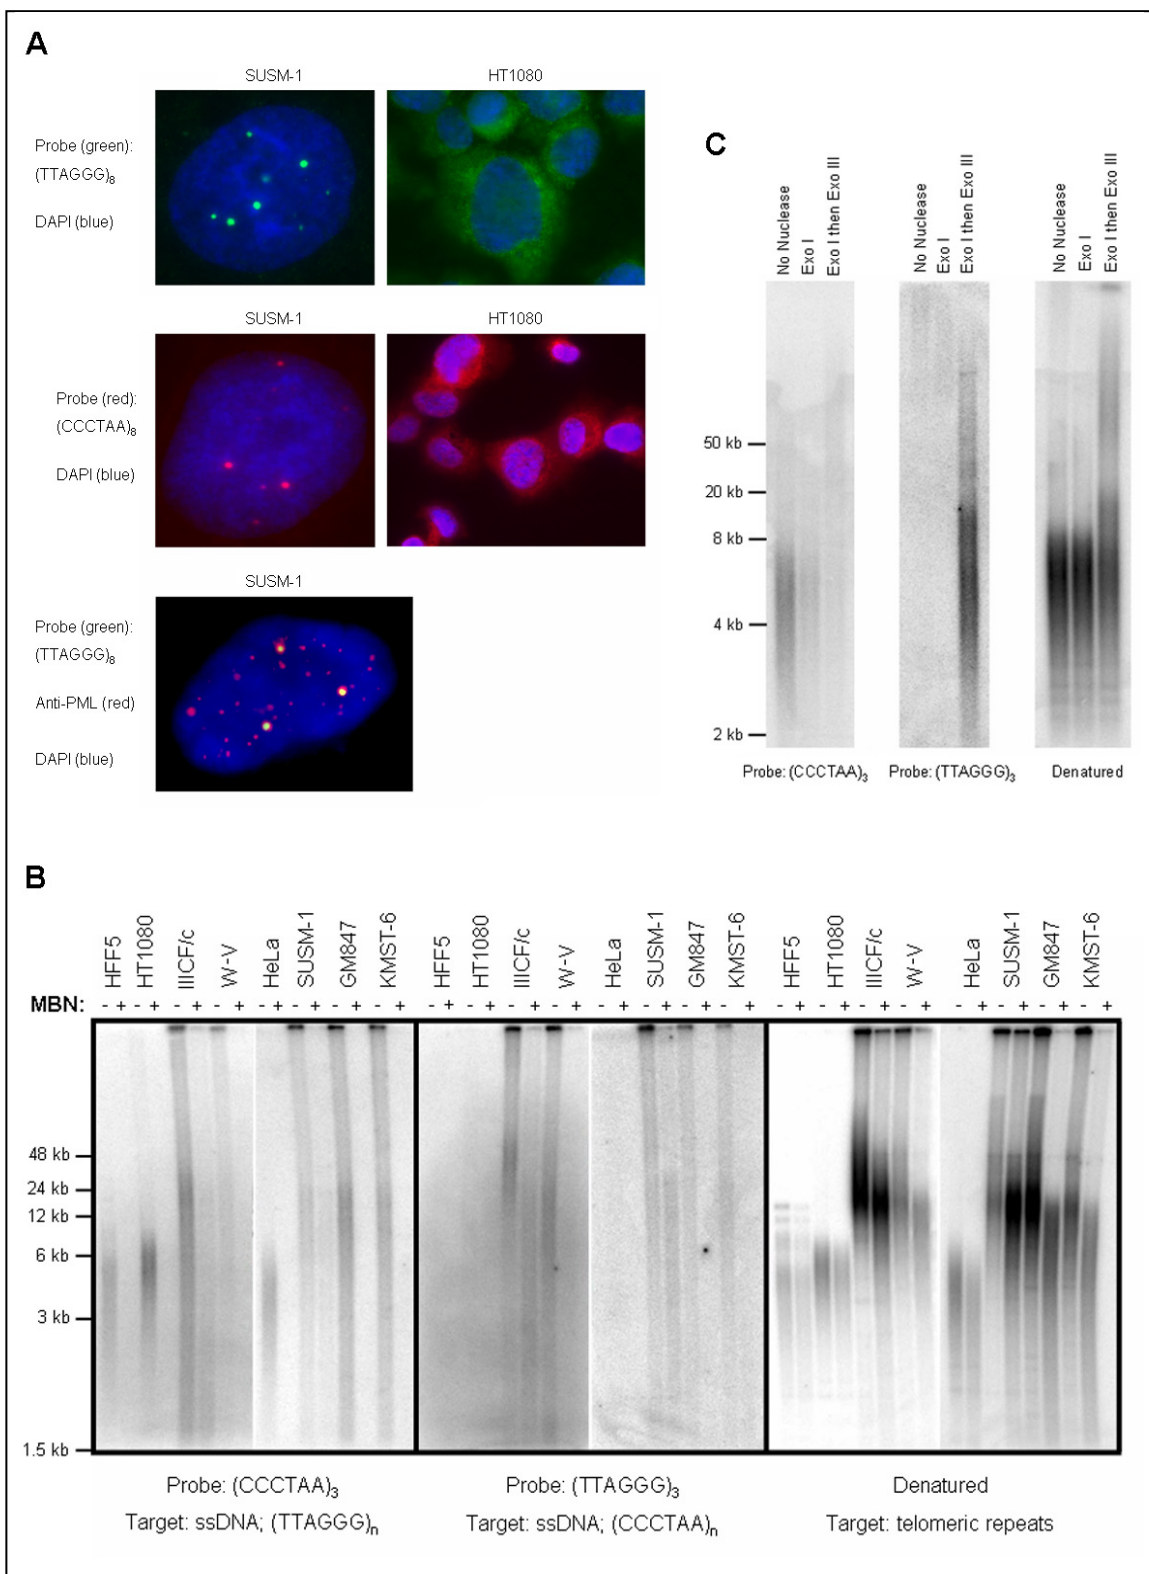 A
SUSM-1 HT1080
Probe (green):
(TTAGGG)8
DAPI (blue)
SUSM-1 HT1080
Probe (red):
(CCCTAA)8
DAPI (blue)
SUSM-1
Probe (green):
(TTAGGG)8
Anti-PML (red)
DAPI (blue)
C
No Nuclease
Exo I
Exo I then Exo III
No Nuclease
Exo I
Exo I then Exo III
No Nuclease
Exo I
Exo I then Exo III
50 kb
20 kb
8 kb
4 kb
2 kb
Probe: (CCCTAA)3 Probe: (TTAGGG)3 Denatured
B
HFF5 HT1080 IIICF/c W-V HeLa SUSM-1 GM847 KMST-6 HFF5 HT1080 IIICF/c W-V HeLa SUSM-1 GM847 KMST-6 HFF5 HT1080 IIICF/c W-V HeLa SUSM-1 GM847 KMST-6
MBN: - + - + - + - + - + - + - + - + - + - + - + - + - + - + - + - + - + - + - + - + - + - + - + - +
48 kb
24 kb
12 kb
6 kb
3 kb
1.5 kb
Probe: (CCCTAA)3 Probe: (TTAGGG)3 Denatured
Target: ssDNA; (TTAGGG)n Target: ssDNA; (CCCTAA)n Target: telomeric repeats